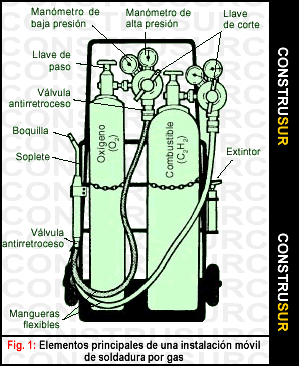 Manómetro de
baja presión
Manómetro de
alta presión
Llave
de corte
Llave de
paso
Válvula
antirretroceso
Boquilla
Soplete
Oxígeno
(O2)
Combustible
(C2H2)
Extintor
Válvula
antirretroceso
Mangueras
flexibles
CONSTRUSUR
CONSTRUSUR
Fig. 1: Elementos principales de una instalación móvil
de soldadura por gas